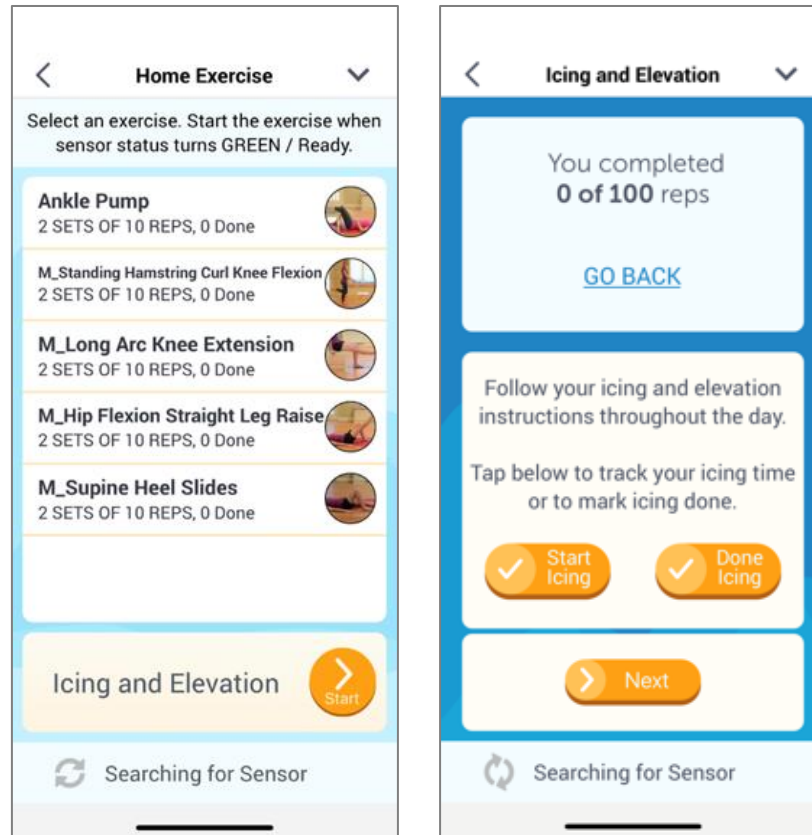 Home Exercise
Select an exercise. Start the exercise when
sensor status turns GREEN / Ready.
Ankle Pump
2 SETS OF 10 REPS, 0 Done
M_Standing Hamstring Curl Knee Flexion
2 SETS OF 10 REPS, 0 Done
M_Long Arc Knee Extension
2 SETS OF 10 REPS, 0 Done
M_Hip Flexion Straight Leg Raise
2 SETS OF 10 REPS, 0 Done
M_Supine Heel Slides
2 SETS OF 10 REPS, 0 Done
Icing and Elevation
Start
Searching for Sensor
Icing and Elevation
You completed
0 of 100 reps
GO BACK
Follow your icing and elevation
instructions throughout the day.
Tap below to track your icing time
or to mark icing done.
Start
Icing
Done
Icing
Next
Searching for Sensor